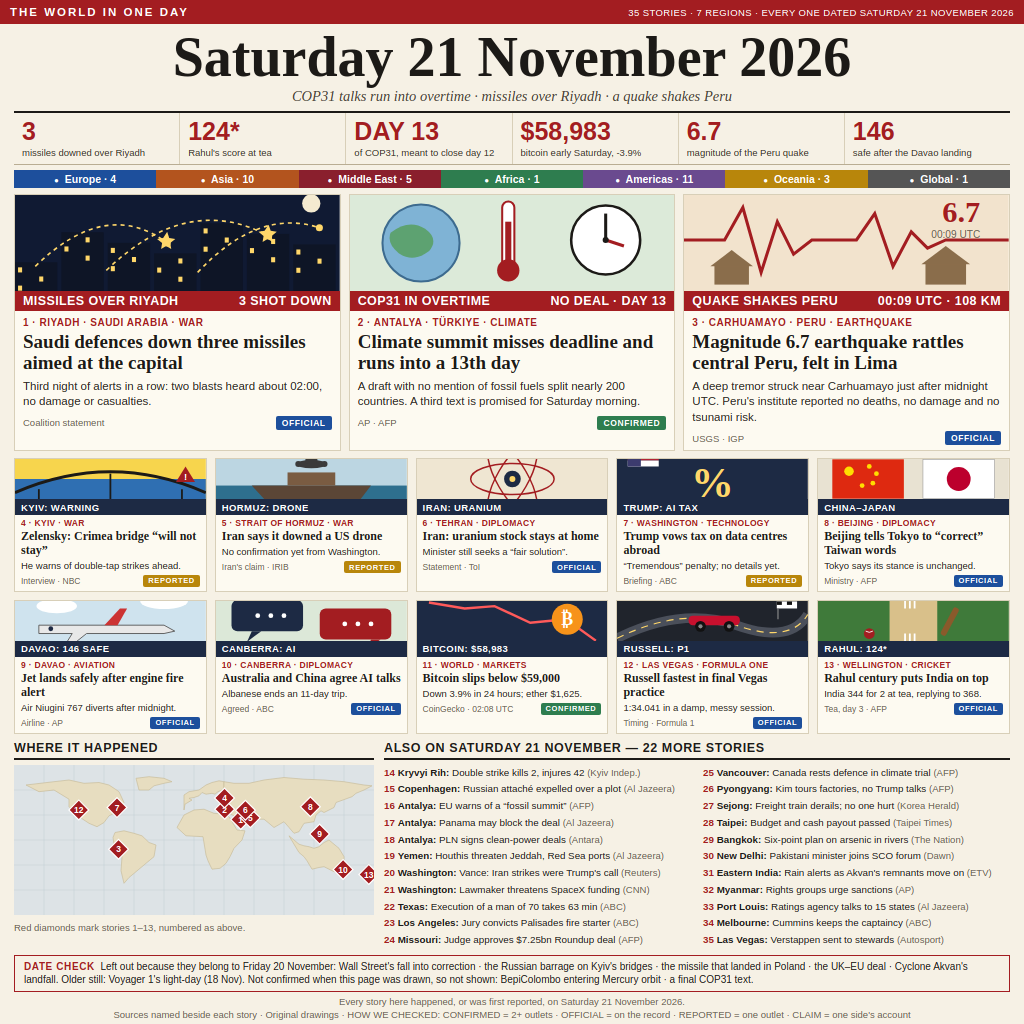 THE WORLD IN ONE DAY
35 STORIES · 7 REGIONS · EVERY ONE DATED SATURDAY 21 NOVEMBER 2026
Saturday 21 November 2026
COP31 talks run into overtime · missiles over Riyadh · a quake shakes Peru
3
missiles downed over Riyadh
124*
Rahul's score at tea
DAY 13
of COP31, meant to close day 12
$58,983
bitcoin early Saturday, -3.9%
6.7
magnitude of the Peru quake
146
safe after the Davao landing
● Europe · 4
● Asia · 10
● Middle East · 5
● Africa · 1
● Americas · 11
● Oceania · 3
● Global · 1
MISSILES OVER RIYADH 3 SHOT DOWN
1 · RIYADH · SAUDI ARABIA · WAR
Saudi defences down three missiles
aimed at the capital
Third night of alerts in a row: two blasts heard about 02:00,
no damage or casualties.
Coalition statement OFFICIAL
COP31 IN OVERTIME NO DEAL · DAY 13
2 · ANTALYA · TÜRKIYE · CLIMATE
Climate summit misses deadline and
runs into a 13th day
A draft with no mention of fossil fuels split nearly 200
countries. A third text is promised for Saturday morning.
AP · AFP CONFIRMED
6.7
00:09 UTC
QUAKE SHAKES PERU 00:09 UTC · 108 KM
3 · CARHUAMAYO · PERU · EARTHQUAKE
Magnitude 6.7 earthquake rattles
central Peru, felt in Lima
A deep tremor struck near Carhuamayo just after midnight
UTC. Peru's institute reported no deaths, no damage and no
tsunami risk.
USGS · IGP OFFICIAL
!
KYIV: WARNING
4 · KYIV · WAR
Zelensky: Crimea bridge “will not
stay”
He warns of double-tap strikes ahead.
Interview · NBC REPORTED
HORMUZ: DRONE
5 · STRAIT OF HORMUZ · WAR
Iran says it downed a US drone
No confirmation yet from Washington.
Iran's claim · IRIB REPORTED
IRAN: URANIUM
6 · TEHRAN · DIPLOMACY
Iran: uranium stock stays at home
Minister still seeks a “fair solution”.
Statement · ToI OFFICIAL
%
TRUMP: AI TAX
7 · WASHINGTON · TECHNOLOGY
Trump vows tax on data centres
abroad
“Tremendous” penalty; no details yet.
Briefing · ABC REPORTED
CHINA–JAPAN
8 · BEIJING · DIPLOMACY
Beijing tells Tokyo to “correct”
Taiwan words
Tokyo says its stance is unchanged.
Ministry · AFP OFFICIAL
DAVAO: 146 SAFE
9 · DAVAO · AVIATION
Jet lands safely after engine fire
alert
Air Niugini 767 diverts after midnight.
Airline · AP OFFICIAL
CANBERRA: AI
10 · CANBERRA · DIPLOMACY
Australia and China agree AI talks
Albanese ends an 11-day trip.
Agreed · ABC OFFICIAL
₿
BITCOIN: $58,983
11 · WORLD · MARKETS
Bitcoin slips below $59,000
Down 3.9% in 24 hours; ether $1,625.
CoinGecko · 02:08 UTC CONFIRMED
RUSSELL: P1
12 · LAS VEGAS · FORMULA ONE
Russell fastest in final Vegas
practice
1:34.041 in a damp, messy session.
Timing · Formula 1 OFFICIAL
RAHUL: 124*
13 · WELLINGTON · CRICKET
Rahul century puts India on top
India 344 for 2 at tea, replying to 368.
Tea, day 3 · AFP OFFICIAL
WHERE IT HAPPENED
12
7
4
2
6
1
5
8
9
3
10
13
Red diamonds mark stories 1–13, numbered as above.
ALSO ON SATURDAY 21 NOVEMBER — 22 MORE STORIES
14 Kryvyi Rih: Double strike kills 2, injures 42 (Kyiv Indep.)
15 Copenhagen: Russian attaché expelled over a plot (Al Jazeera)
16 Antalya: EU warns of a “fossil summit” (AFP)
17 Antalya: Panama may block the deal (Al Jazeera)
18 Antalya: PLN signs clean-power deals (Antara)
19 Yemen: Houthis threaten Jeddah, Red Sea ports (Al Jazeera)
20 Washington: Vance: Iran strikes were Trump's call (Reuters)
21 Washington: Lawmaker threatens SpaceX funding (CNN)
22 Texas: Execution of a man of 70 makes 63 min (ABC)
23 Los Angeles: Jury convicts Palisades fire starter (ABC)
24 Missouri: Judge approves $7.25bn Roundup deal (AFP)
25 Vancouver: Canada rests defence in climate trial (AFP)
26 Pyongyang: Kim tours factories, no Trump talks (AFP)
27 Sejong: Freight train derails; no one hurt (Korea Herald)
28 Taipei: Budget and cash payout passed (Taipei Times)
29 Bangkok: Six-point plan on arsenic in rivers (The Nation)
30 New Delhi: Pakistani minister joins SCO forum (Dawn)
31 Eastern India: Rain alerts as Akvan's remnants move on (ETV)
32 Myanmar: Rights groups urge sanctions (AP)
33 Port Louis: Ratings agency talks to 15 states (Al Jazeera)
34 Melbourne: Cummins keeps the captaincy (ABC)
35 Las Vegas: Verstappen sent to stewards (Autosport)
DATE CHECK Left out because they belong to Friday 20 November: Wall Street's fall into correction · the Russian barrage on Kyiv's bridges · the missile that landed in Poland · the UK–EU deal · Cyclone Akvan's
landfall. Older still: Voyager 1's light-day (18 Nov). Not confirmed when this page was drawn, so not shown: BepiColombo entering Mercury orbit · a final COP31 text.
Every story here happened, or was first reported, on Saturday 21 November 2026.
Sources named beside each story · Original drawings · HOW WE CHECKED: CONFIRMED = 2+ outlets · OFFICIAL = on the record · REPORTED = one outlet · CLAIM = one side's account